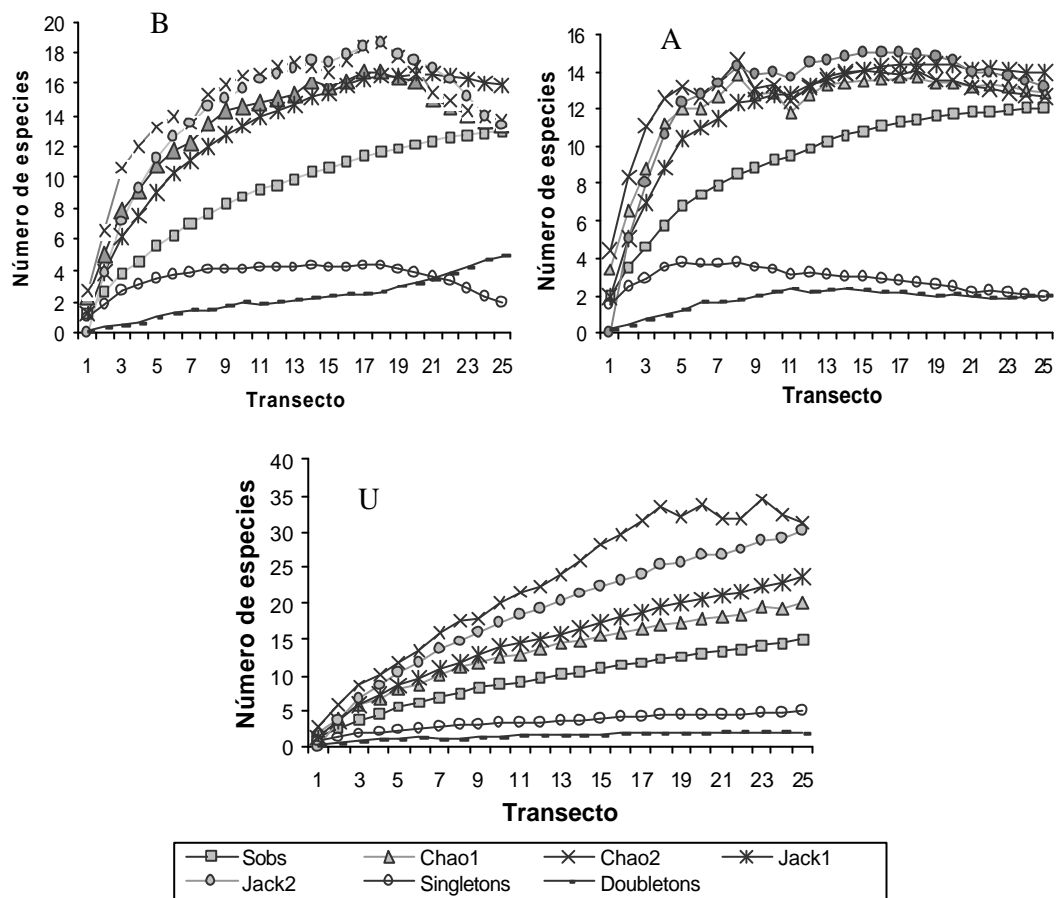 B
Número de especies
20
18
16
14
12
10
8
6
4
2
0
1 3 5 7 9 11 13 15 17 19 21 23 25
Transecto
A
Número de especies
16
14
12
10
8
6
4
2
0
1 3 5 7 9 11 13 15 17 19 21 23 25
Transecto
U
Número de especies
40
35
30
25
20
15
10
5
0
1 3 5 7 9 11 13 15 17 19 21 23 25
Transecto
Sobs Chao1 Chao2 Jack1
Jack2 Singletons Doubletons